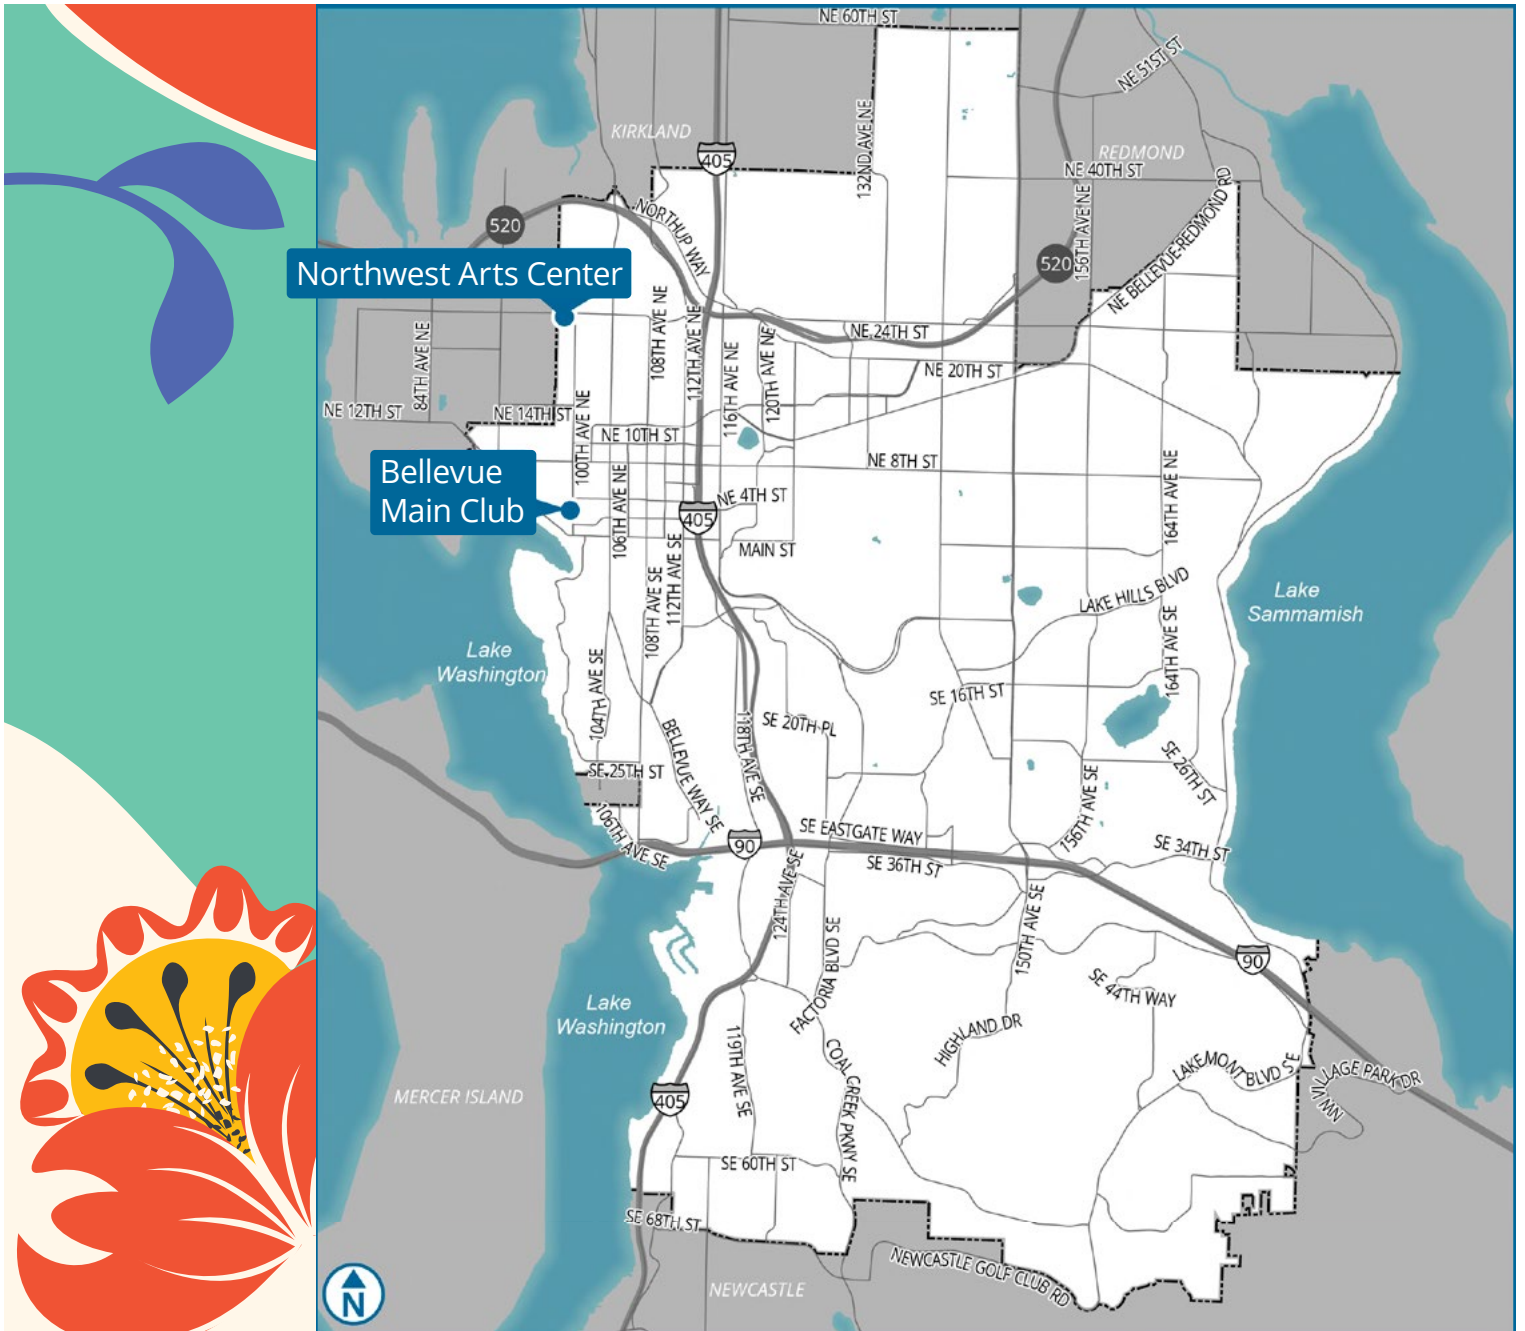 NE 60TH ST
NE 51ST ST
KIRKLAND
405
132ND AVE NE
REDMOND
NE 40TH ST
156TH AVE NE
NE BELLEVUE-REDMOND RD
520
NORTHUP WAY
520
Northwest Arts Center
84TH AVE NE
108TH AVE NE
112TH AVE NE
116TH AVE NE
120TH AVE NE
NE 24TH ST
NE 20TH ST
NE 12TH ST
NE 14TH ST
100TH AVE NE
NE 10TH ST
NE 8TH ST
164TH AVE NE
Bellevue
Main Club
106TH AVE NE
405
NE 4TH ST
MAIN ST
108TH AVE SE
112TH AVE SE
LAKE HILLS BLVD
Lake
Sammamish
Lake
Washington
104TH AVE SE
164TH AVE SE
SE 16TH ST
118TH AVE SE
SE 20TH PL
BELLEVUE WAY SE
SE 25TH ST
SE 26TH ST
156TH AVE SE
106TH AVE SE
90
SE EASTGATE WAY
SE 36TH ST
SE 34TH ST
124TH AVE SE
150TH AVE SE
FACTORIA BLVD SE
90
SE 44TH WAY
Lake
Washington
119TH AVE SE
HIGHLAND DR
COAL CREEK PKWY SE
LAKEMONT BLVD SE
VILLAGE PARK DR
NW
MERCER ISLAND
405
SE 60TH ST
SE 68TH ST
NEWCASTLE GOLF CLUB RD
NEWCASTLE
N